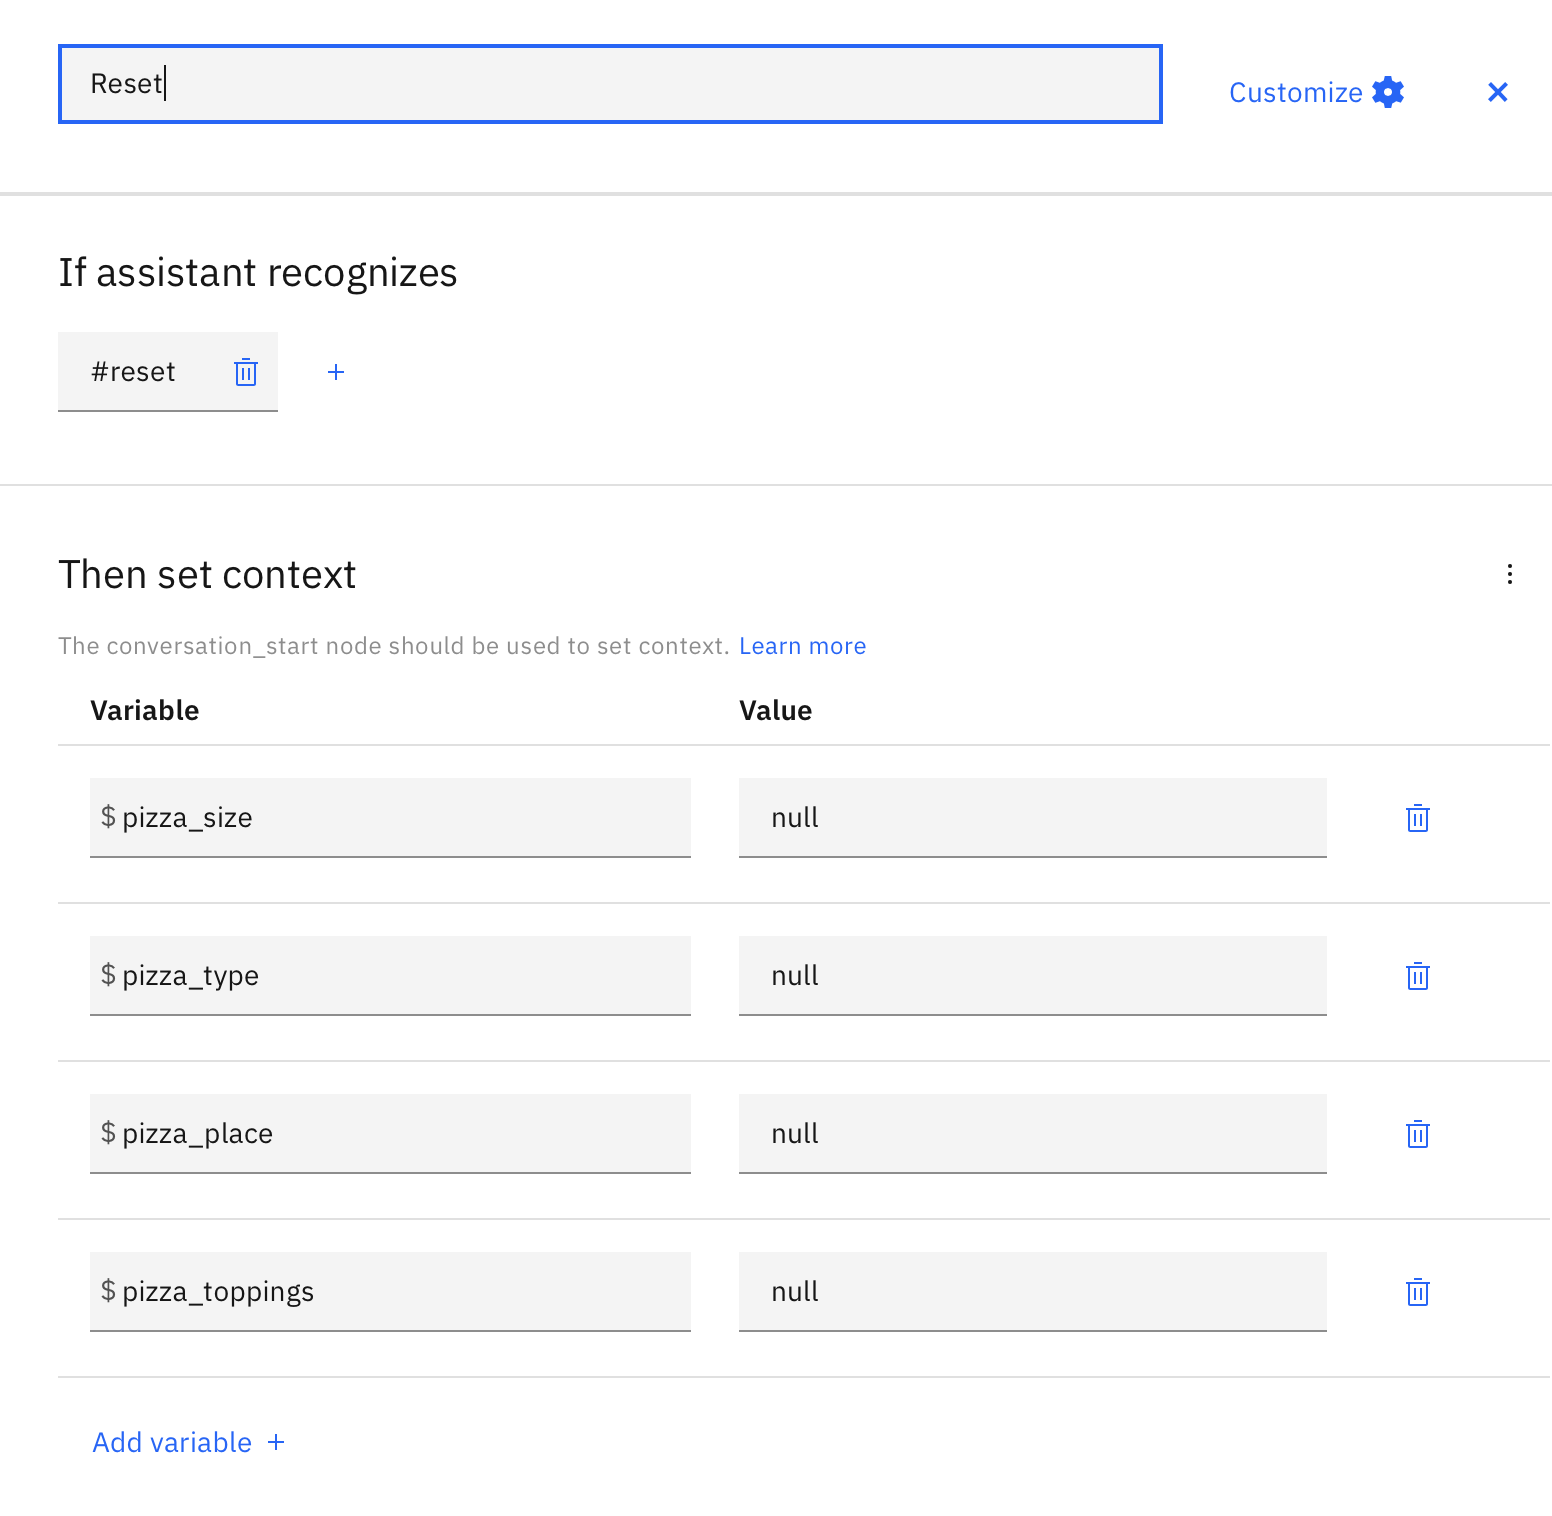 Reset
Customize
If assistant recognizes
#reset
Then set context
The conversation_start node should be used to set context. Learn more
Variable Value
$ pizza_size null
$ pizza_type null
$ pizza_place null
$ pizza_toppings null
Add variable +